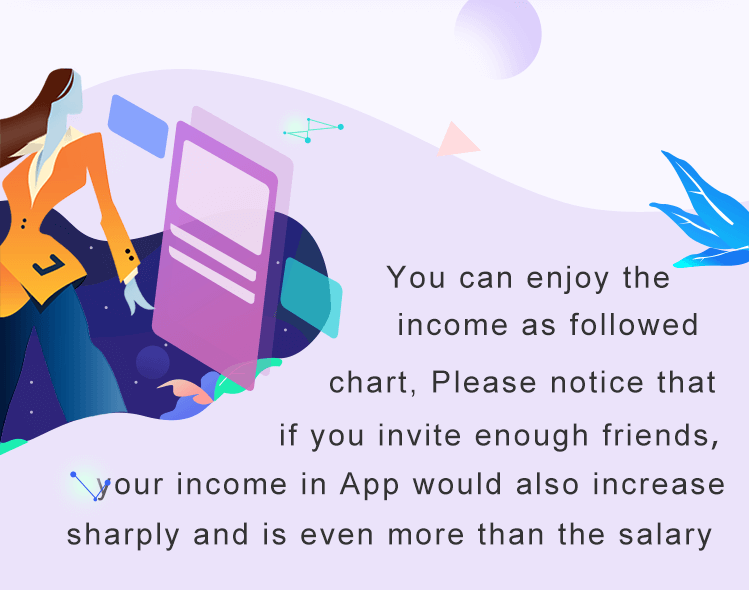 You can enjoy the
income as followed
chart, Please notice that
if you invite enough friends,
your income in App would also increase
sharply and is even more than the salary